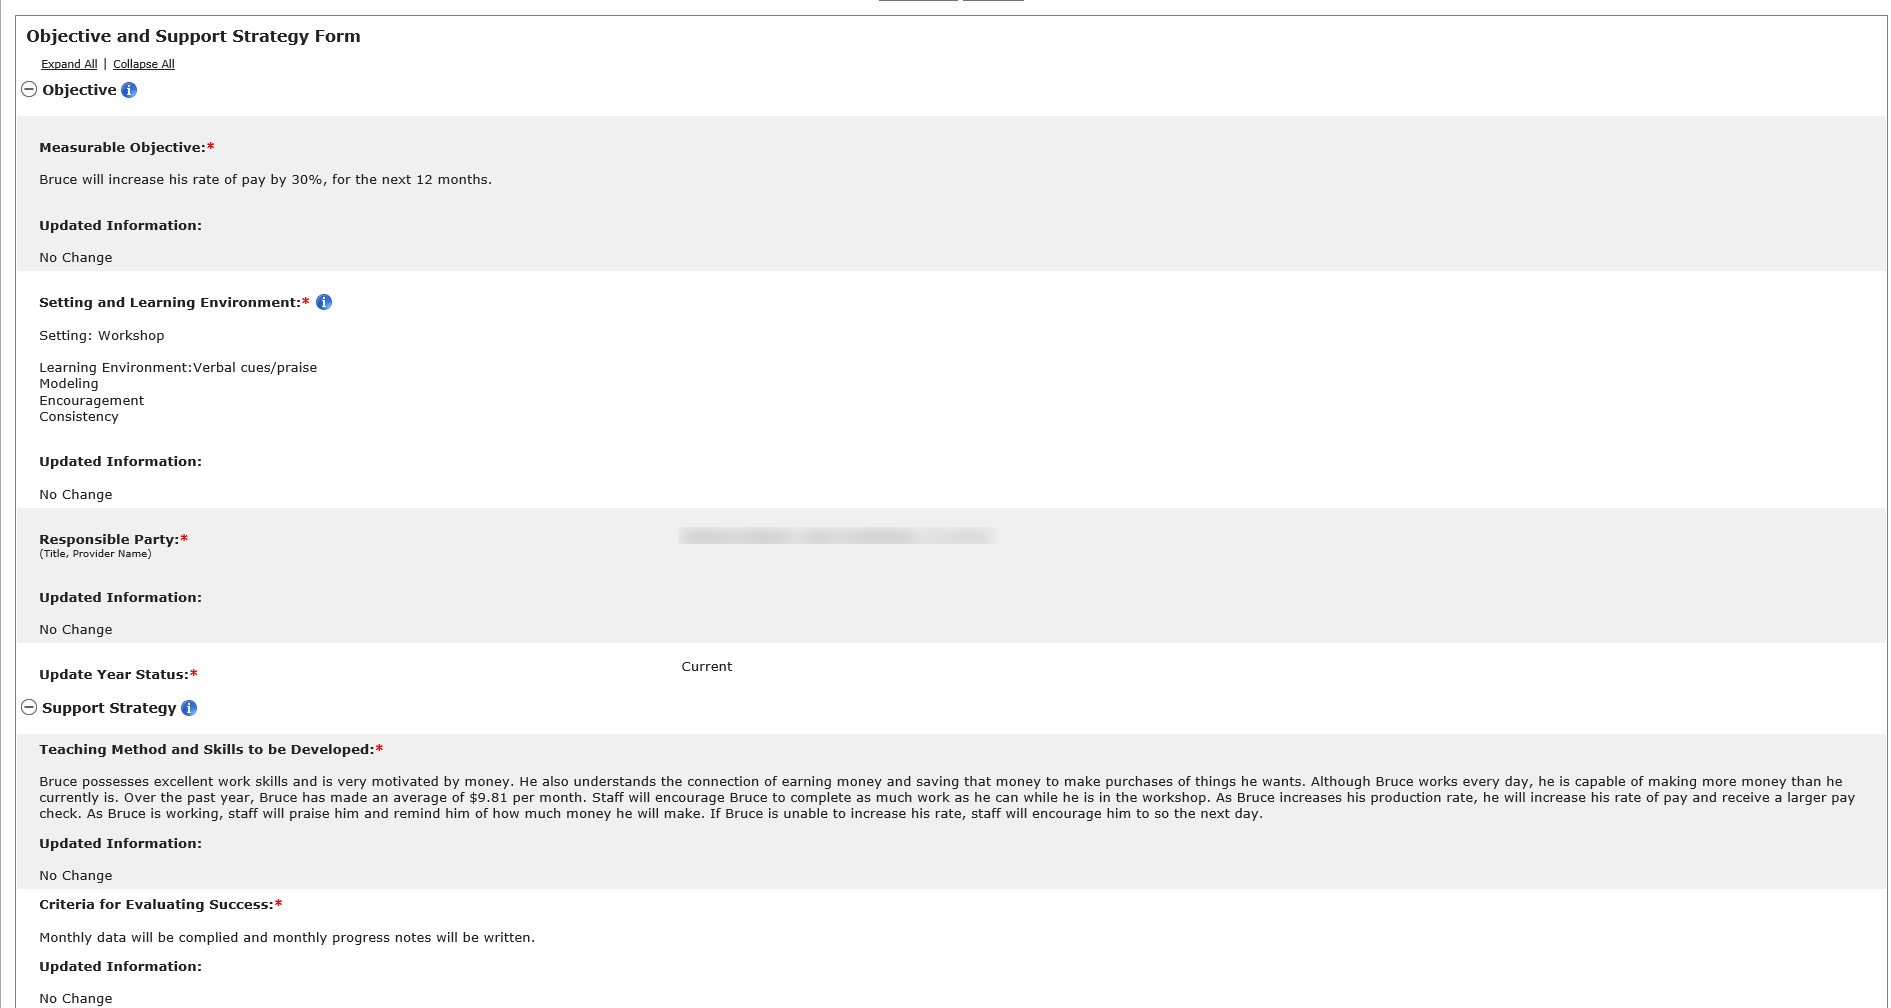 Objective and Support Strategy Form
Expand All | Collapse All
Objective
Measurable Objective:*
Bruce will increase his rate of pay by 30%, for the next 12 months.
Updated Information:
No Change
Setting and Learning Environment:*
Setting: Workshop
Learning Environment:Verbal cues/praise
Modeling
Encouragement
Consistency
Updated Information:
No Change
Responsible Party:*
(Title, Provider Name)
Updated Information:
No Change
Update Year Status:* Current
Support Strategy
Teaching Method and Skills to be Developed:*
Bruce possesses excellent work skills and is very motivated by money. He also understands the connection of earning money and saving that money to make purchases of things he wants. Although Bruce works every day, he is capable of making more money than he
currently is. Over the past year, Bruce has made an average of $9.81 per month. Staff will encourage Bruce to complete as much work as he can while he is in the workshop. As Bruce increases his production rate, he will increase his rate of pay and receive a larger pay
check. As Bruce is working, staff will praise him and remind him of how much money he will make. If Bruce is unable to increase his rate, staff will encourage him to so the next day.
Updated Information:
No Change
Criteria for Evaluating Success:*
Monthly data will be complied and monthly progress notes will be written.
Updated Information:
No Change